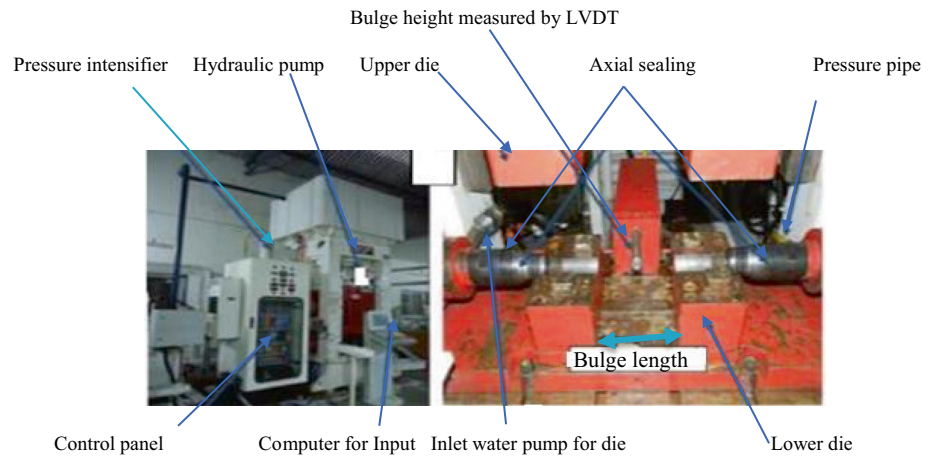 Bulge height measured by LVDT
Pressure intensifier Hydraulic pump Upper die Axial sealing Pressure pipe
Bulge length
Control panel Computer for Input Inlet water pump for die Lower die